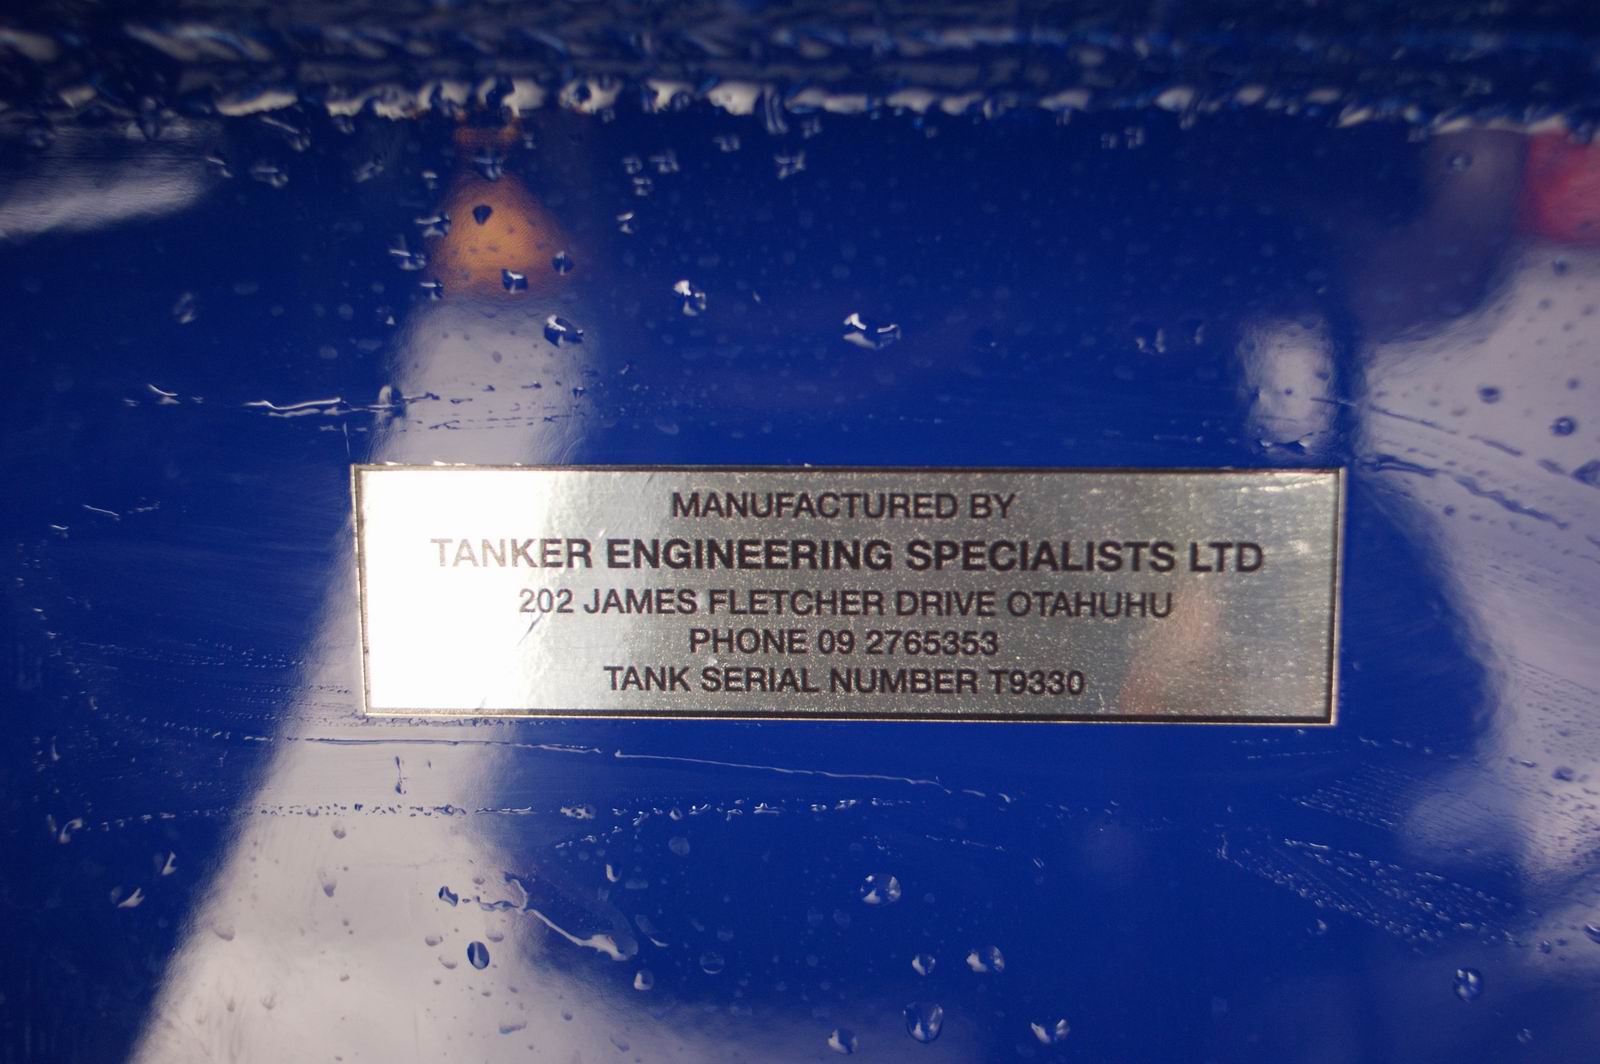 MANUFACTURED BY
TANKER ENGINEERING SPECIALISTS LTD
202 JAMES FLETCHER DRIVE OTAHUHU
PHONE 09 2765353
TANK SERIAL NUMBER T9330